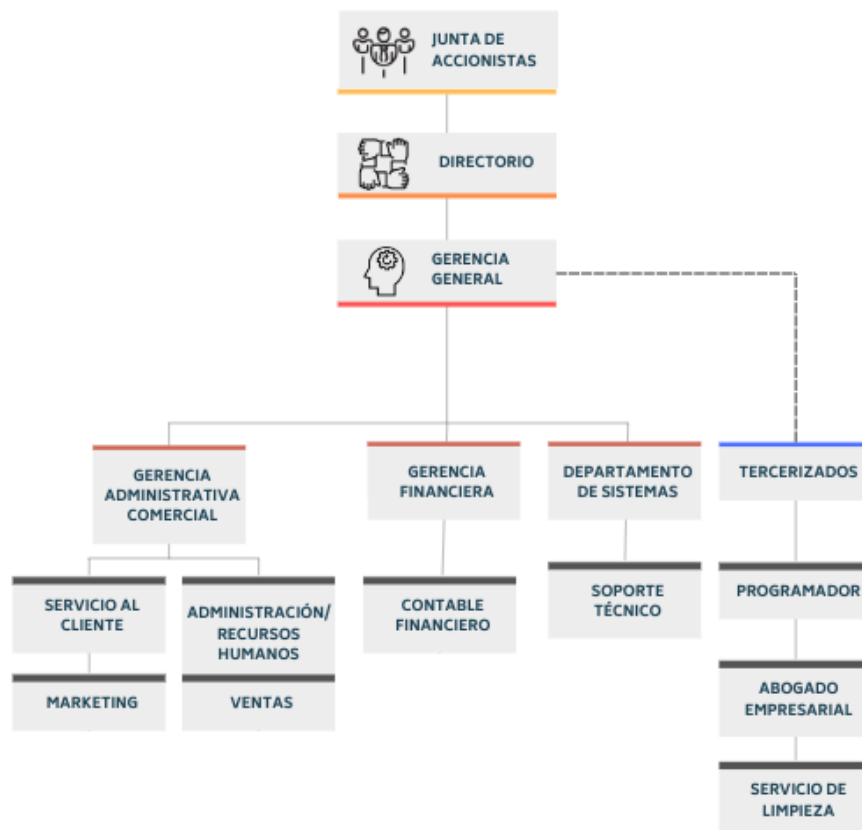 JUNTA DE
ACCIONISTAS
DIRECTORIO
GERENCIA
GENERAL
GERENCIA
ADMINISTRATIVA
COMERCIAL
GERENCIA
FINANCIERA
DEPARTAMENTO
DE SISTEMAS
TERCERIZADOS
SERVICIO AL
CLIENTE
ADMINISTRACIÓN/
RECURSOS
HUMANOS
CONTABLE
FINANCIERO
SOPORTE
TÉCNICO
PROGRAMADOR
MARKETING
VENTAS
ABOGADO
EMPRESARIAL
SERVICIO DE
LIMPIEZA